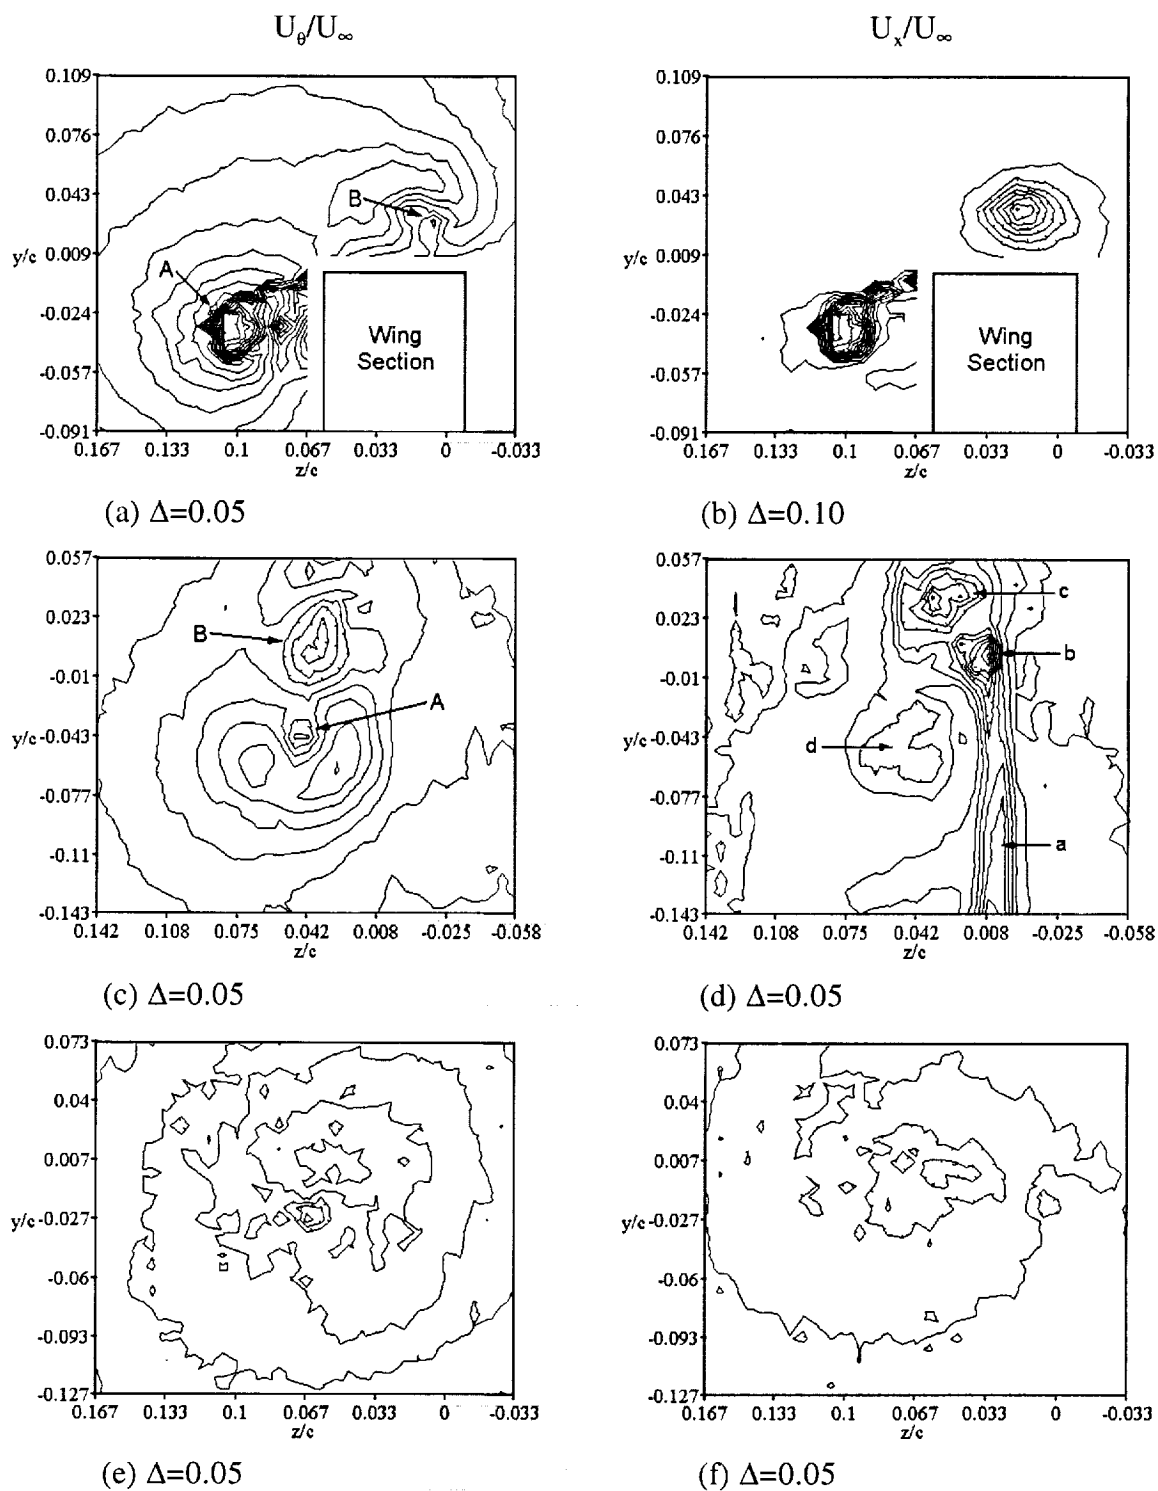 Uθ/U∞ Ux/U∞
0.109 0.109
0.076 0.076
0.043 B 0.043
y/c 0.009 y/c 0.009
A
-0.024 -0.024
Wing Section Wing Section
-0.057 -0.057
-0.091 -0.091
0.167 0.133 0.1 0.067 0.033 0 -0.033 0.167 0.133 0.1 0.067 0.033 0 -0.033
z/c z/c
(a) Δ=0.05 (b) Δ=0.10
0.057 0.057
c
0.023 0.023
B b
-0.01 -0.01
A
y/c -0.043 y/c -0.043
d
-0.077 -0.077
a
-0.11 -0.11
-0.143 -0.143
0.142 0.108 0.075 0.042 0.008 -0.025 -0.058 0.142 0.108 0.075 0.042 0.008 -0.025 -0.058
z/c z/c
(c) Δ=0.05 (d) Δ=0.05
0.073 0.073
0.04 0.04
0.007 0.007
y/c -0.027 y/c -0.027
-0.06 -0.06
-0.093 -0.093
-0.127 -0.127
0.167 0.133 0.1 0.067 0.033 0 -0.033 0.167 0.133 0.1 0.067 0.033 0 -0.033
z/c z/c
(e) Δ=0.05 (f) Δ=0.05